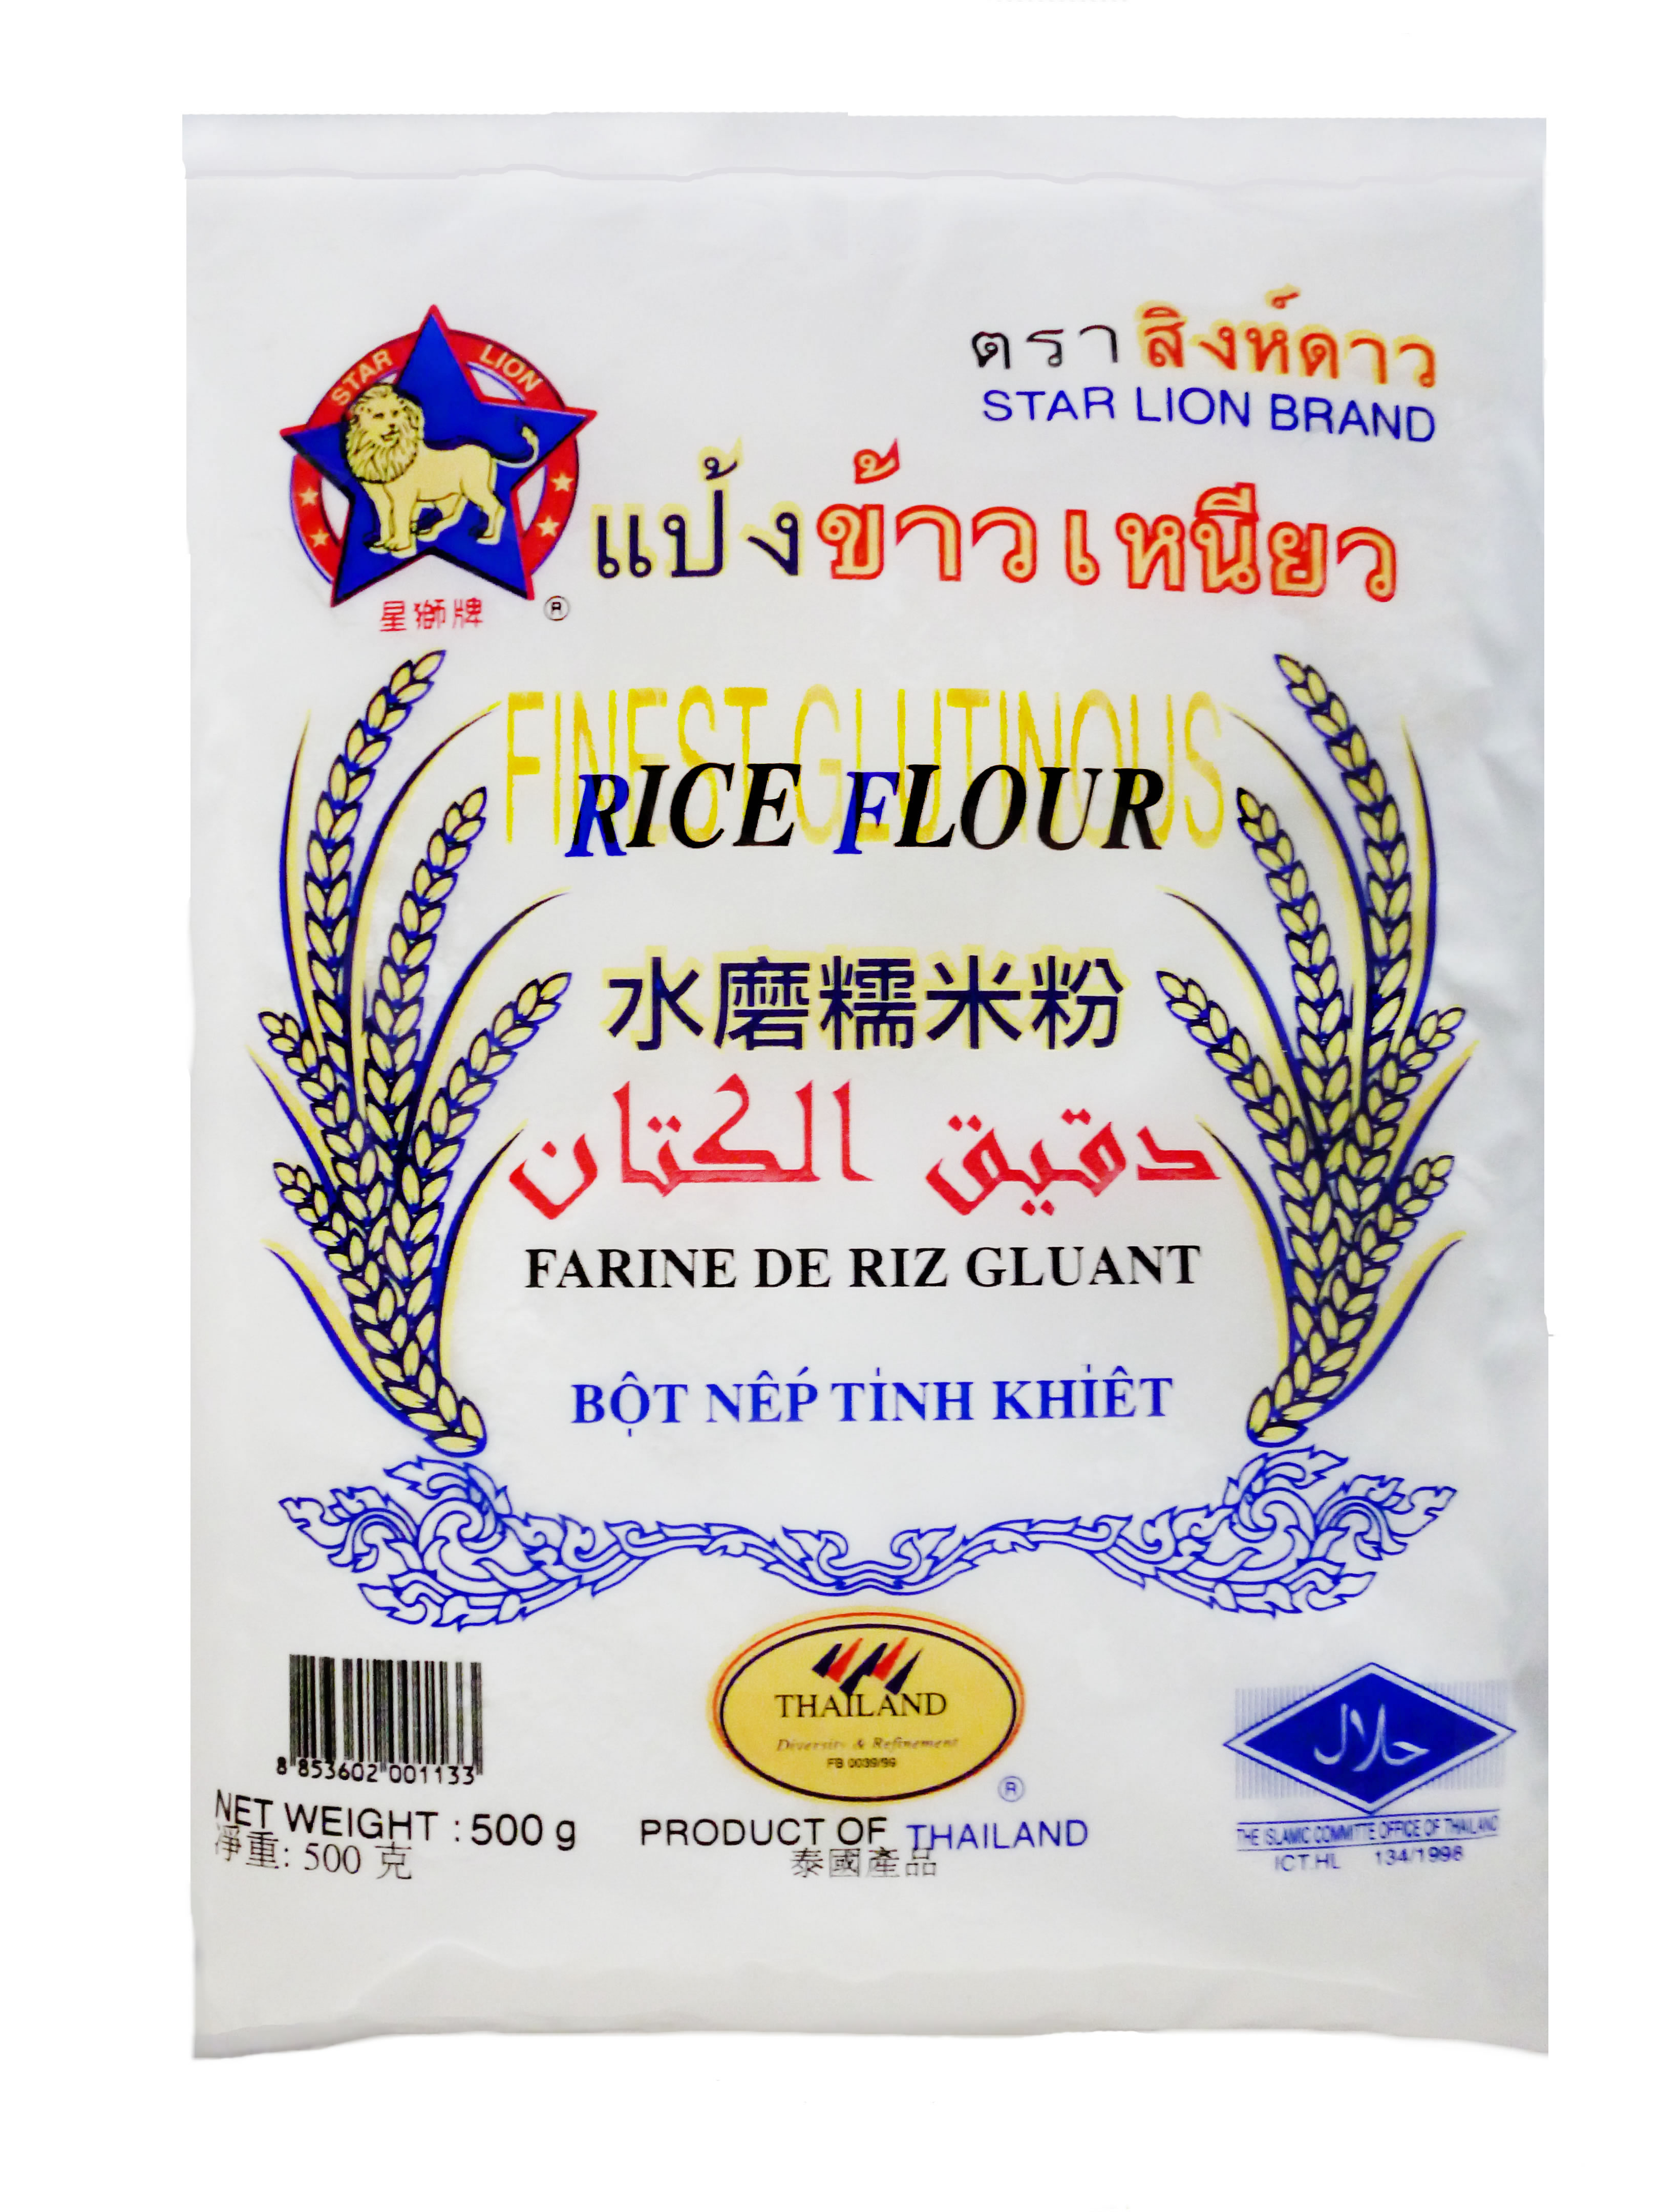 STAR LION
星獅牌
®
ตรา สิงห์ดาว
STAR LION BRAND
แป้งข้าวเหนียว
FINEST GLUTINOUS
RICE FLOUR
水磨糯米粉
دقيق الكتان
FARINE DE RIZ GLUANT
BỘT NẾP TỈNH KHIẾT
8 853602 001133
NET WEIGHT : 500 g
淨重: 500 克
THAILAND
Diversity & Refinement
FB 0039/99
®
PRODUCT OF THAILAND
泰國產品
حلال
THE ISLAMIC COMMITTE OFFICE OF THAILAND
ICT.HL 134/1998